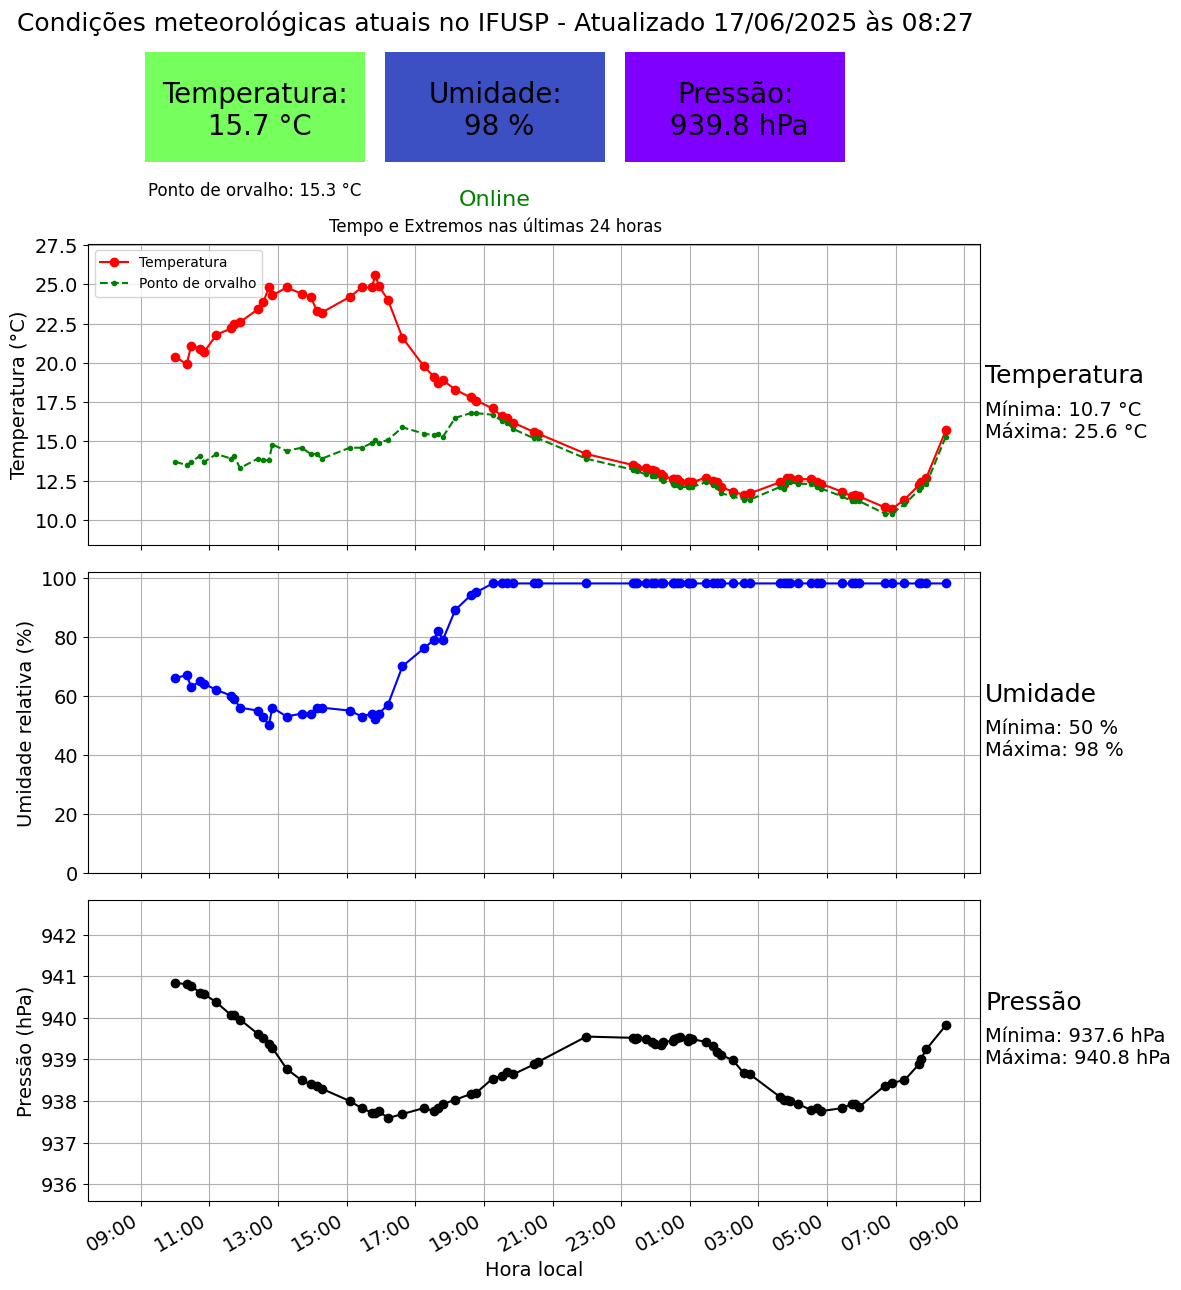 Condições meteorológicas atuais no IFUSP - Atualizado 17/06/2025 às 08:27
Temperatura:
15.7 °C
Umidade:
98 %
Pressão:
939.8 hPa
Ponto de orvalho: 15.3 °C
Online
Tempo e Extremos nas últimas 24 horas
Temperatura (°C)
27.5
25.0
22.5
20.0
17.5
15.0
12.5
10.0
Temperatura
Ponto de orvalho
Temperatura
Mínima: 10.7 °C
Máxima: 25.6 °C
Umidade relativa (%)
100
80
60
40
20
0
Umidade
Mínima: 50 %
Máxima: 98 %
Pressão (hPa)
942
941
940
939
938
937
936
Pressão
Mínima: 937.6 hPa
Máxima: 940.8 hPa
09:00 11:00 13:00 15:00 17:00 19:00 21:00 23:00 01:00 03:00 05:00 07:00 09:00
Hora local